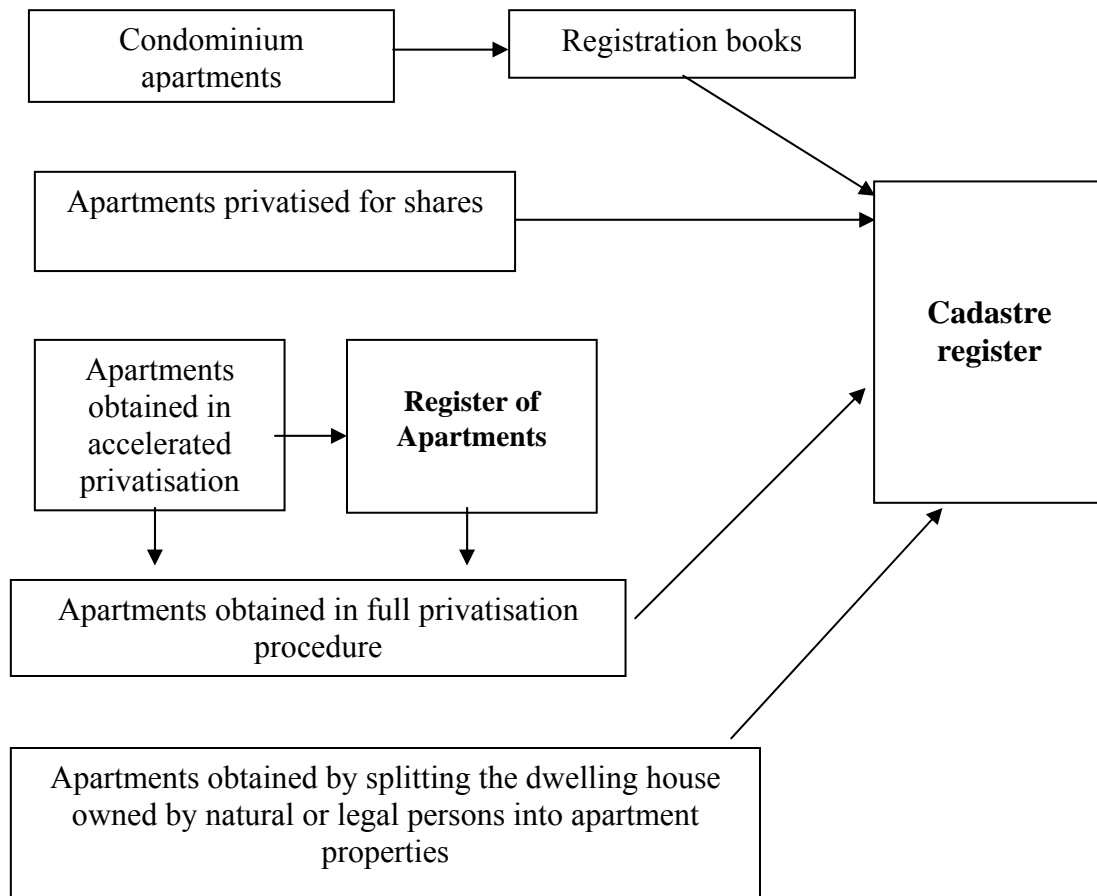 Condominium
apartments
Registration books
Apartments privatised for shares
Cadastre
register
Apartments
obtained in
accelerated
privatisation
Register of
Apartments
Apartments obtained in full privatisation
procedure
Apartments obtained by splitting the dwelling house
owned by natural or legal persons into apartment
properties